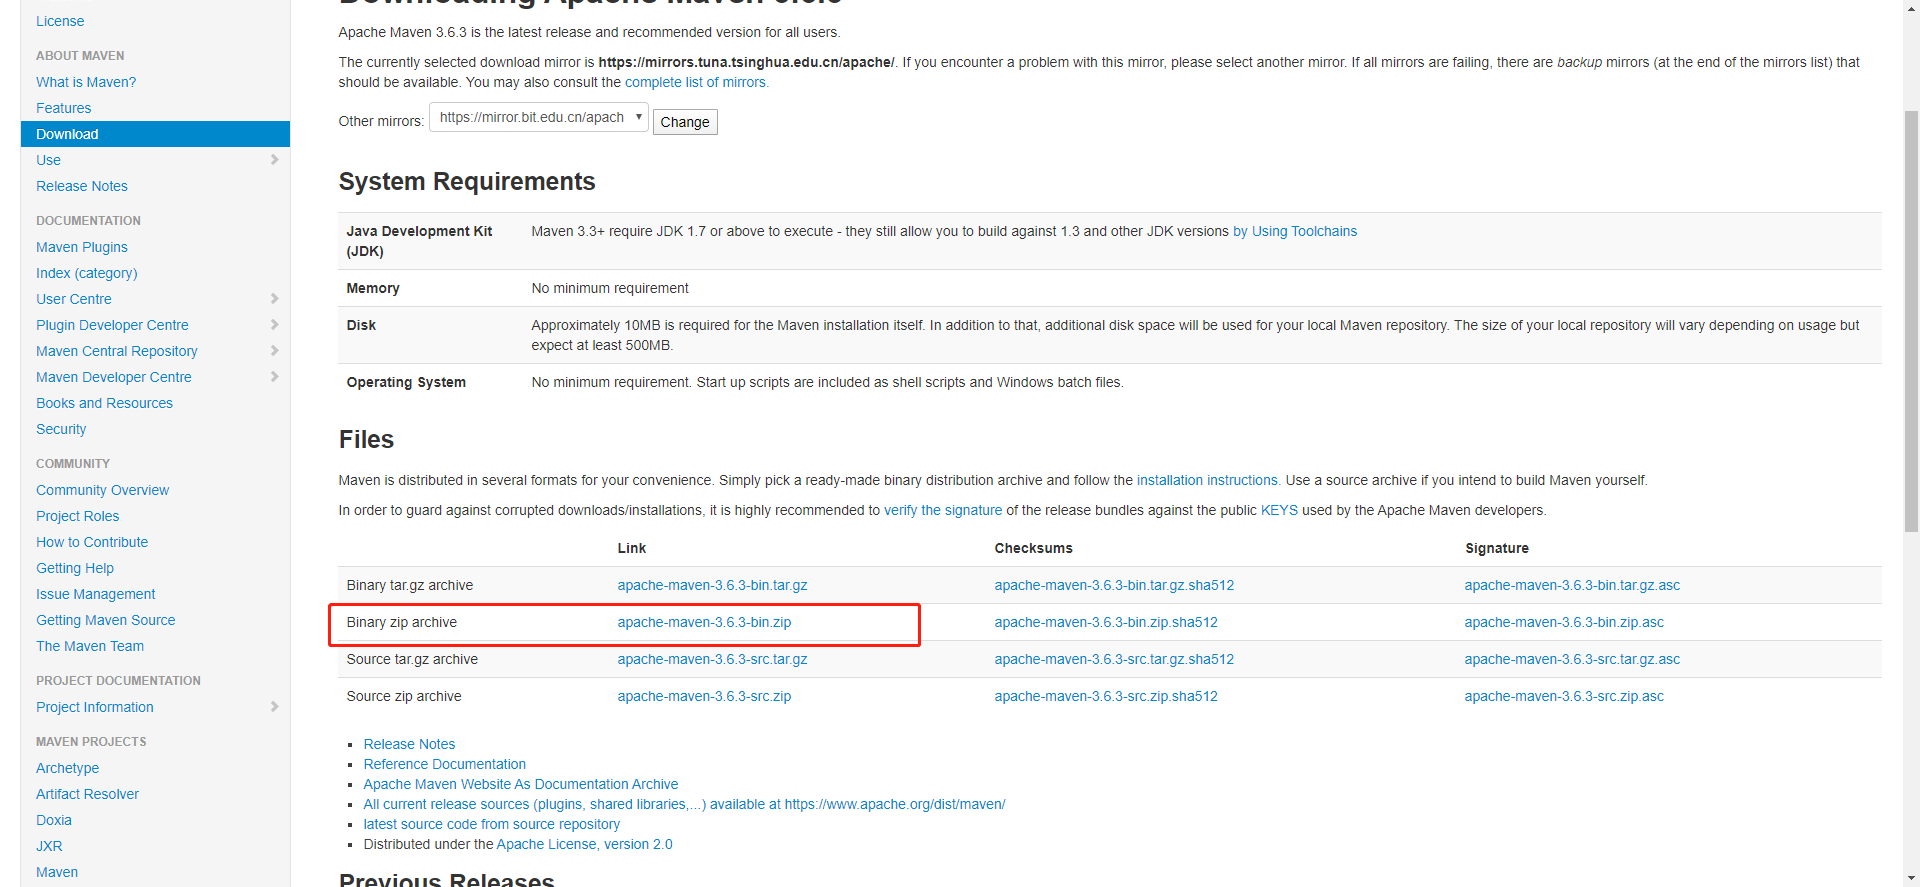 License
ABOUT MAVEN
What is Maven?
Features
Download
Use
Release Notes
DOCUMENTATION
Maven Plugins
Index (category)
User Centre
Plugin Developer Centre
Maven Central Repository
Maven Developer Centre
Books and Resources
Security
COMMUNITY
Community Overview
Project Roles
How to Contribute
Getting Help
Issue Management
Getting Maven Source
The Maven Team
PROJECT DOCUMENTATION
Project Information
MAVEN PROJECTS
Archetype
Artifact Resolver
Doxia
JXR
Maven
Downloading Apache Maven 3.6.3
Apache Maven 3.6.3 is the latest release and recommended version for all users.
The currently selected download mirror is https://mirrors.tuna.tsinghua.edu.cn/apache/. If you encounter a problem with this mirror, please select another mirror. If all mirrors are failing, there are backup mirrors (at the end of the mirrors list) that
should be available. You may also consult the complete list of mirrors.
Other mirrors: https://mirror.bit.edu.cn/apach Change
System Requirements
Java Development Kit (JDK) Maven 3.3+ require JDK 1.7 or above to execute - they still allow you to build against 1.3 and other JDK versions by Using Toolchains
Memory No minimum requirement
Disk Approximately 10MB is required for the Maven installation itself. In addition to that, additional disk space will be used for your local Maven repository. The size of your local repository will vary depending on usage but
expect at least 500MB.
Operating System No minimum requirement. Start up scripts are included as shell scripts and Windows batch files.
Files
Maven is distributed in several formats for your convenience. Simply pick a ready-made binary distribution archive and follow the installation instructions. Use a source archive if you intend to build Maven yourself.
In order to guard against corrupted downloads/installations, it is highly recommended to verify the signature of the release bundles against the public KEYS used by the Apache Maven developers.
Link Checksums Signature
Binary tar.gz archive apache-maven-3.6.3-bin.tar.gz apache-maven-3.6.3-bin.tar.gz.sha512 apache-maven-3.6.3-bin.tar.gz.asc
Binary zip archive apache-maven-3.6.3-bin.zip apache-maven-3.6.3-bin.zip.sha512 apache-maven-3.6.3-bin.zip.asc
Source tar.gz archive apache-maven-3.6.3-src.tar.gz apache-maven-3.6.3-src.tar.gz.sha512 apache-maven-3.6.3-src.tar.gz.asc
Source zip archive apache-maven-3.6.3-src.zip apache-maven-3.6.3-src.zip.sha512 apache-maven-3.6.3-src.zip.asc
Release Notes
Reference Documentation
Apache Maven Website As Documentation Archive
All current release sources (plugins, shared libraries,...) available at https://www.apache.org/dist/maven/
latest source code from source repository
Distributed under the Apache License, version 2.0
Previous Releases